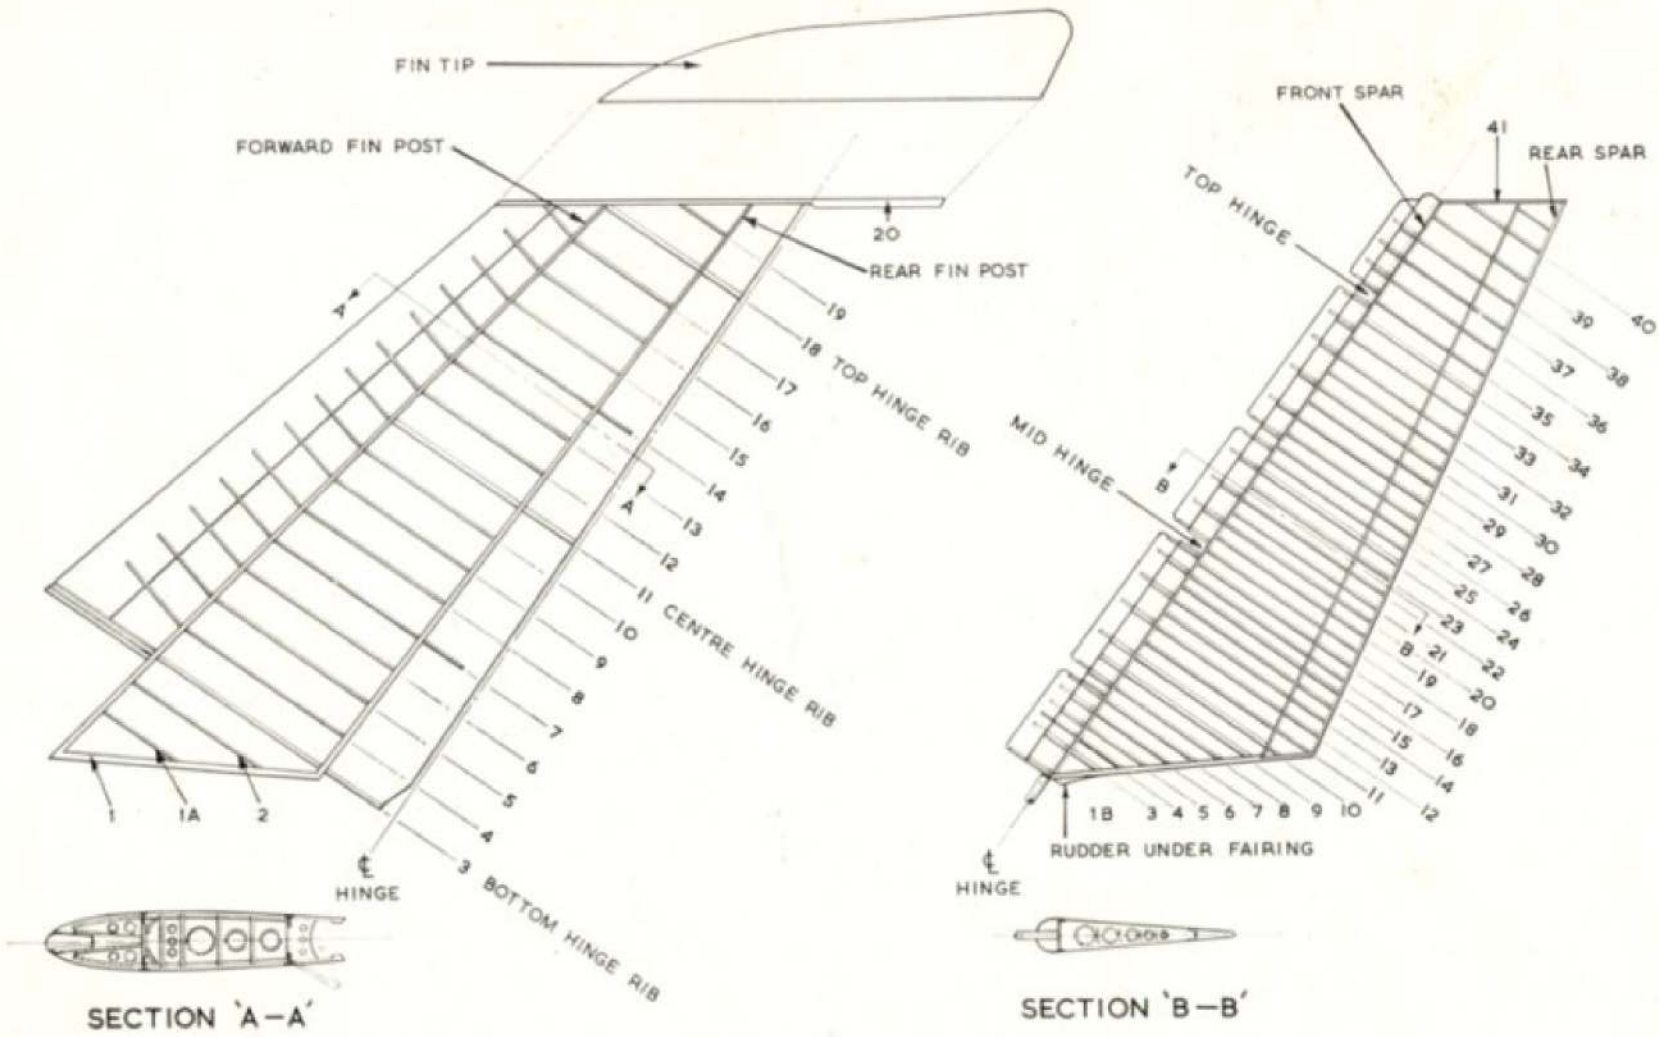 FIN TIP
FORWARD FIN POST
20
REAR FIN POST
A
19
18 TOP HINGE RIB
17
16
15
14
A
13
12
11 CENTRE HINGE RIB
10
9
8
7
6
5
4
3 BOTTOM HINGE RIB
1
1A
2
℄
HINGE
SECTION 'A-A'
FRONT SPAR
41
REAR SPAR
TOP HINGE
MID HINGE
B
40
39
38
37
36
35
34
33
32
31
30
29
28
27
26
25
24
23
22
B
21
20
19
18
17
16
15
14
13
12
11
1B 3 4 5 6 7 8 9 10
RUDDER UNDER FAIRING
℄
HINGE
SECTION 'B-B'